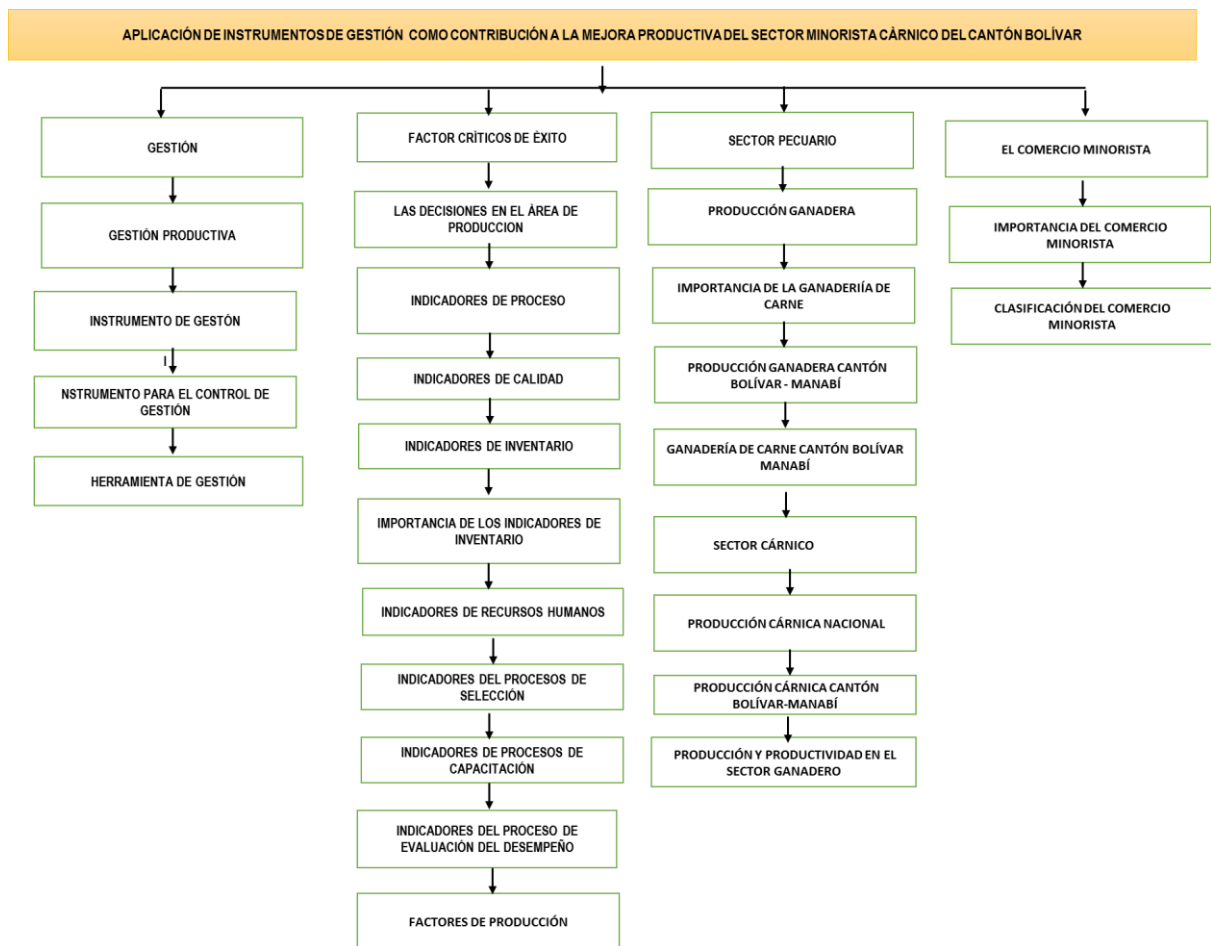 APLICACIÓN DE INSTRUMENTOS DE GESTIÓN COMO CONTRIBUCIÓN A LA MEJORA PRODUCTIVA DEL SECTOR MINORISTA CÀRNICO DEL CANTÓN BOLÍVAR
GESTIÓN
GESTIÓN PRODUCTIVA
INSTRUMENTO DE GESTÓN
I
NSTRUMENTO PARA EL CONTROL DE
GESTIÓN
HERRAMIENTA DE GESTIÓN
FACTOR CRÌTICOS DE ÉXITO
LAS DECISIONES EN EL ÀREA DE
PRODUCCION
INDICADORES DE PROCESO
INDICADORES DE CALIDAD
INDICADORES DE INVENTARIO
IMPORTANCIA DE LOS INDICADORES DE
INVENTARIO
INDICADORES DE RECURSOS HUMANOS
INDICADORES DEL PROCESOS DE
SELECCIÓN
INDICADORES DE PROCESOS DE
CAPACITACIÓN
INDICADORES DEL PROCESO DE
EVALUACIÓN DEL DESEMPEÑO
FACTORES DE PRODUCCIÓN
SECTOR PECUARIO
PRODUCCIÓN GANADERA
IMPORTANCIA DE LA GANADERIÍA DE
CARNE
PRODUCCIÓN GANADERA CANTÓN
BOLÍVAR - MANABÍ
GANADERÍA DE CARNE CANTÓN BOLÍVAR
MANABÍ
SECTOR CÁRNICO
PRODUCCIÓN CÁRNICA NACIONAL
PRODUCCIÓN CÁRNICA CANTÓN
BOLÍVAR-MANABÍ
PRODUCCIÓN Y PRODUCTIVIDAD EN EL
SECTOR GANADERO
EL COMERCIO MINORISTA
IMPORTANCIA DEL COMERCIO
MINORISTA
CLASIFICACIÓN DEL COMERCIO
MINORISTA